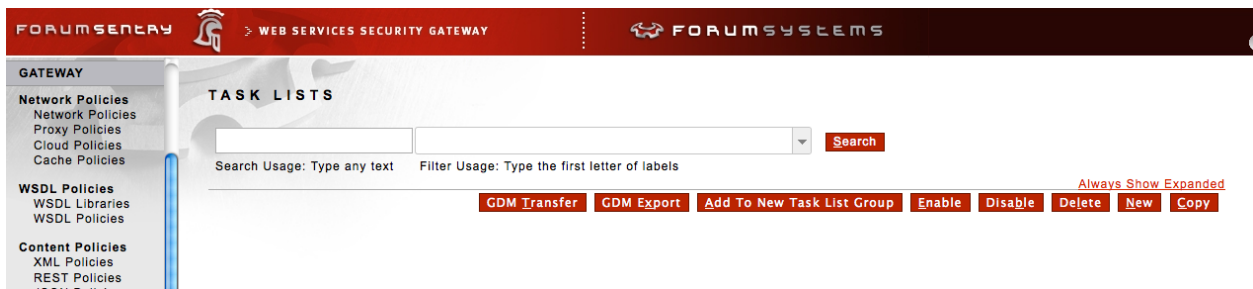 FORUMSENTRY > WEB SERVICES SECURITY GATEWAY FORUMSYSTEMS
GATEWAY
Network Policies
Network Policies
Proxy Policies
Cloud Policies
Cache Policies
WSDL Policies
WSDL Libraries
WSDL Policies
Content Policies
XML Policies
REST Policies
TASK LISTS
Search
Search Usage: Type any text Filter Usage: Type the first letter of labels
Always Show Expanded
GDM Transfer GDM Export Add To New Task List Group Enable Disable Delete New Copy